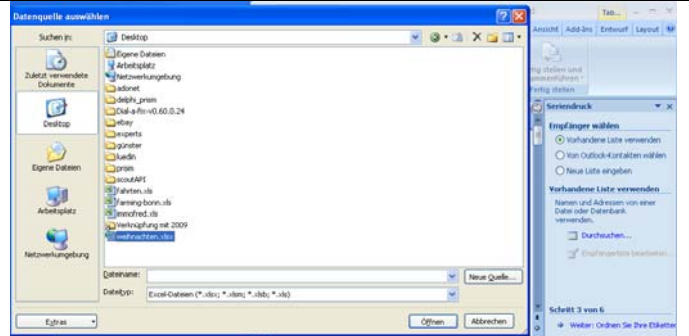 Datenquelle auswählen
Suchen in:
Desktop
Zuletzt verwendete
Dokumente
Desktop
Eigene Dateien
Arbeitsplatz
Netzwerkumgebung
Eigene Dateien
Arbeitsplatz
Netzwerkumgebung
adonet
delphi_prism
Dial-a-fix-v0.60.0.24
ebay
experts
günster
luedin
prism
scoutAPI
fahrten.xls
farming-bonn.xls
immofred.xls
Verknüpfung mit 2009
weihnachten.xlsx
Dateiname:
Neue Quelle...
Dateityp:
Excel-Dateien (*.xlsx; *.xlsm; *.xlsb; *.xls)
Extras
Öffnen
Abbrechen
Tab...
Ansicht Add-Ins Entwurf Layout
Fertig stellen
Seriendruck
Empfänger wählen
Vorhandene Liste verwenden
Von Outlook-Kontakten wählen
Neue Liste eingeben
Vorhandene Liste verwenden
Namen und Adressen von einer
Datei oder Datenbank
verwenden.
Durchsuchen...
Empfängerliste bearbeiten...
Schritt 3 von 6
Weiter: Ordnen Sie Ihre Etiketten